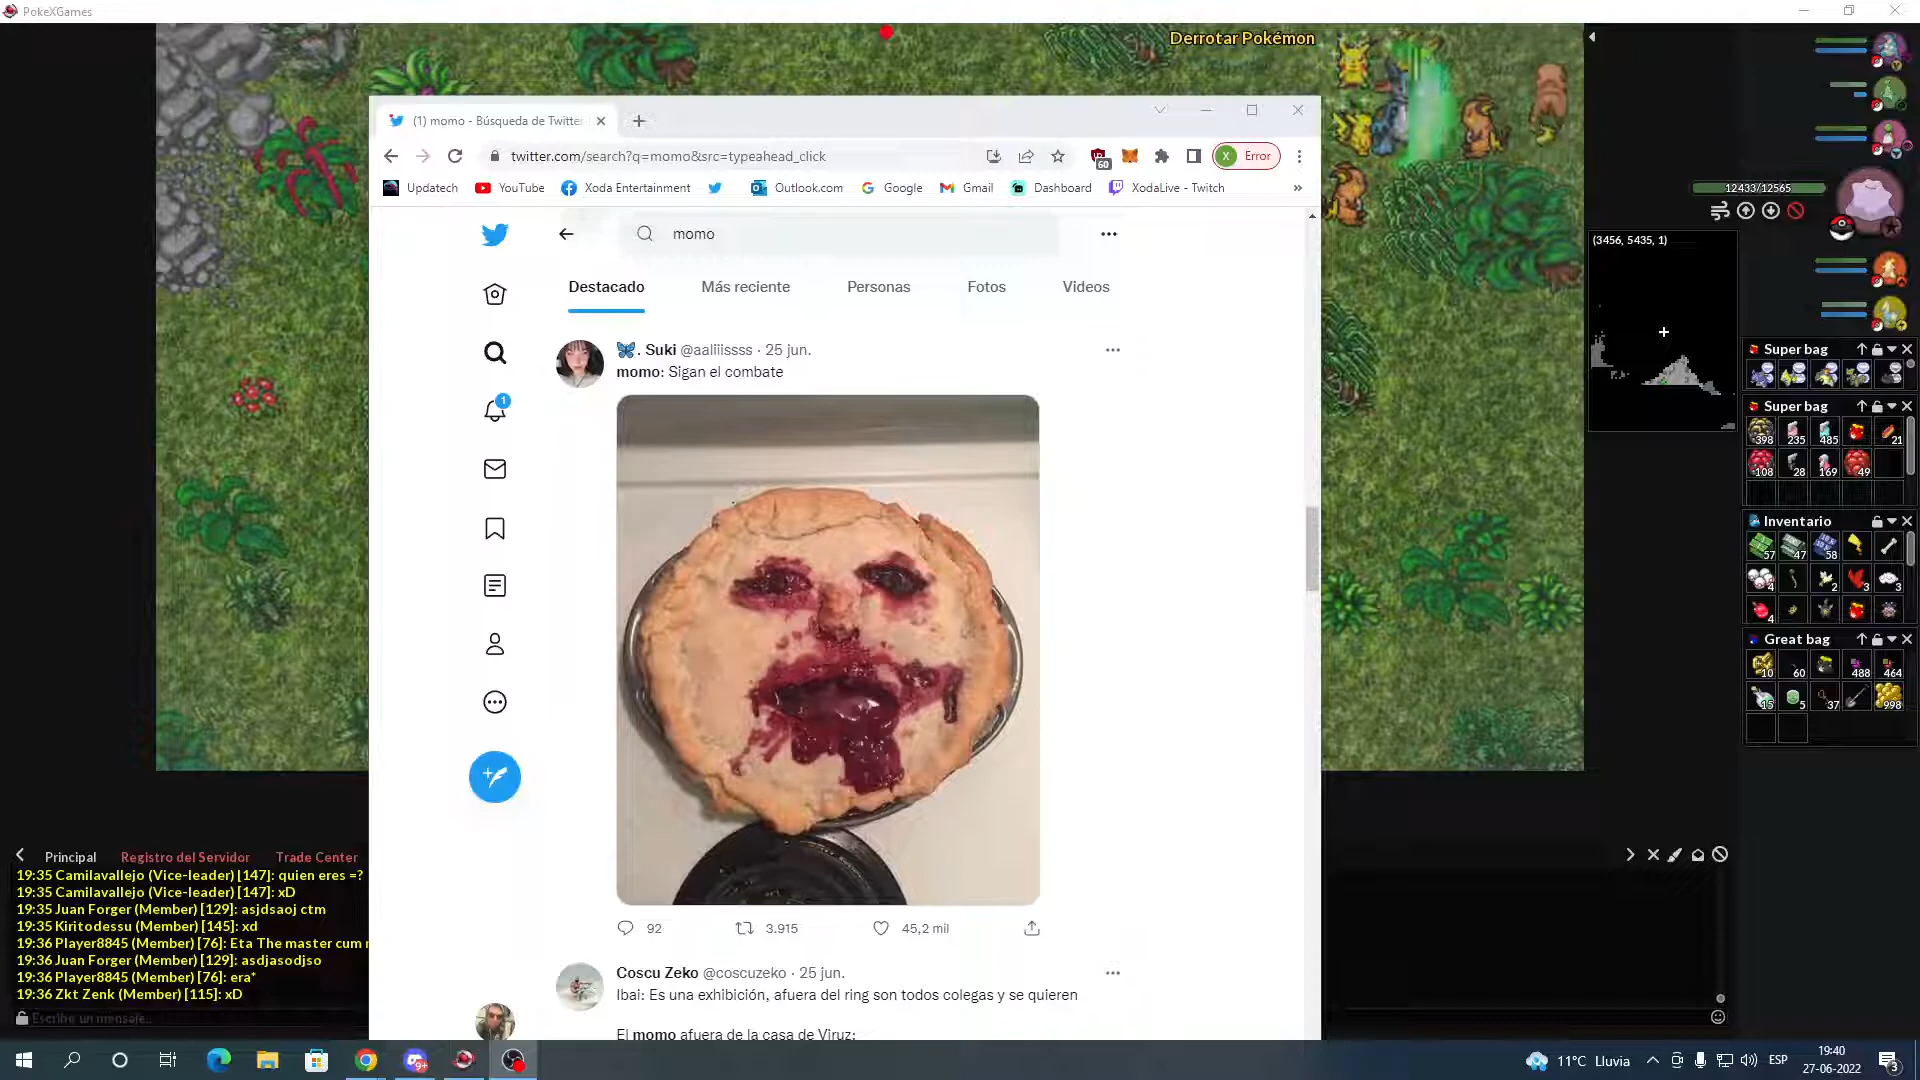 PokeXGames
Derrotar Pokémon
(1) momo - Búsqueda de Twitter
twitter.com/search?q=momo&src=typeahead_click
60
X
Error
Updatech
YouTube
Xoda Entertainment
Outlook.com
Google
Gmail
Dashboard
XodaLive - Twitch
»
momo
Destacado
Más reciente
Personas
Fotos
Videos
. Suki @aaliiissss · 25 jun.
momo: Sigan el combate
1
92
3.915
45,2 mil
Coscu Zeko @coscuzeko · 25 jun.
Ibai: Es una exhibición, afuera del ring son todos colegas y se quieren
El momo afuera de la casa de Viruz:
12433/12565
(3456, 5435, 1)
Super bag
Super bag
398 235 485 21
108 28 169 49
Inventario
57 47 58
4 2 3 3
4
Great bag
10 60 488 464
15 5 37 998
Principal
Registro del Servidor
Trade Center
19:35 Camilavallejo (Vice-leader) [147]: quien eres =?
19:35 Camilavallejo (Vice-leader) [147]: xD
19:35 Juan Forger (Member) [129]: asjdsaoj ctm
19:35 Kiritodessu (Member) [145]: xd
19:36 Player8845 (Member) [76]: Eta The master cum
19:36 Juan Forger (Member) [129]: asdjasodjso
19:36 Player8845 (Member) [76]: era*
19:36 Zkt Zenk (Member) [115]: xD
Escribe un mensaje...
9+
11°C Lluvia
ESP
19:40
27-06-2022
3